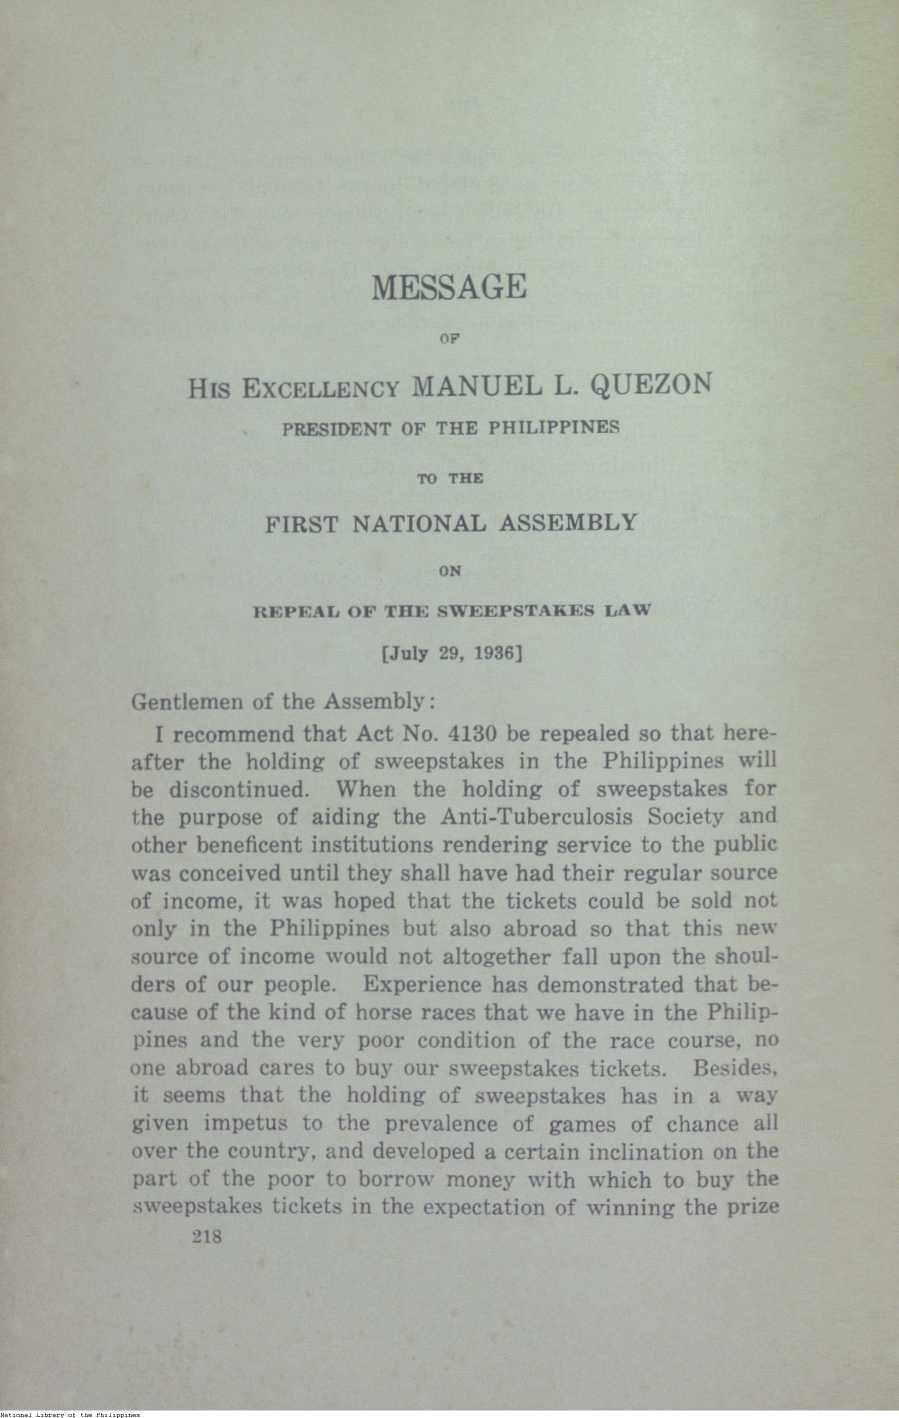 MESSAGE
OF
HIS EXCELLENCY MANUEL L. QUEZON
PRESIDENT OF THE PHILIPPINES
TO THE
FIRST NATIONAL ASSEMBLY
ON
REPEAL OF THE SWEEPSTAKES LAW
[July 29, 1936]
Gentlemen of the Assembly:
I recommend that Act No. 4130 be repealed so that here-
after the holding of sweepstakes in the Philippines will
be discontinued. When the holding of sweepstakes for
the purpose of aiding the Anti-Tuberculosis Society and
other beneficent institutions rendering service to the public
was conceived until they shall have had their regular source
of income, it was hoped that the tickets could be sold not
only in the Philippines but also abroad so that this new
source of income would not altogether fall upon the shoul-
ders of our people. Experience has demonstrated that be-
cause of the kind of horse races that we have in the Philip-
pines and the very poor condition of the race course, no
one abroad cares to buy our sweepstakes tickets. Besides,
it seems that the holding of sweepstakes has in a way
given impetus to the prevalence of games of chance all
over the country, and developed a certain inclination on the
part of the poor to borrow money with which to buy the
sweepstakes tickets in the expectation of winning the prize
218
National Library of the Philippines